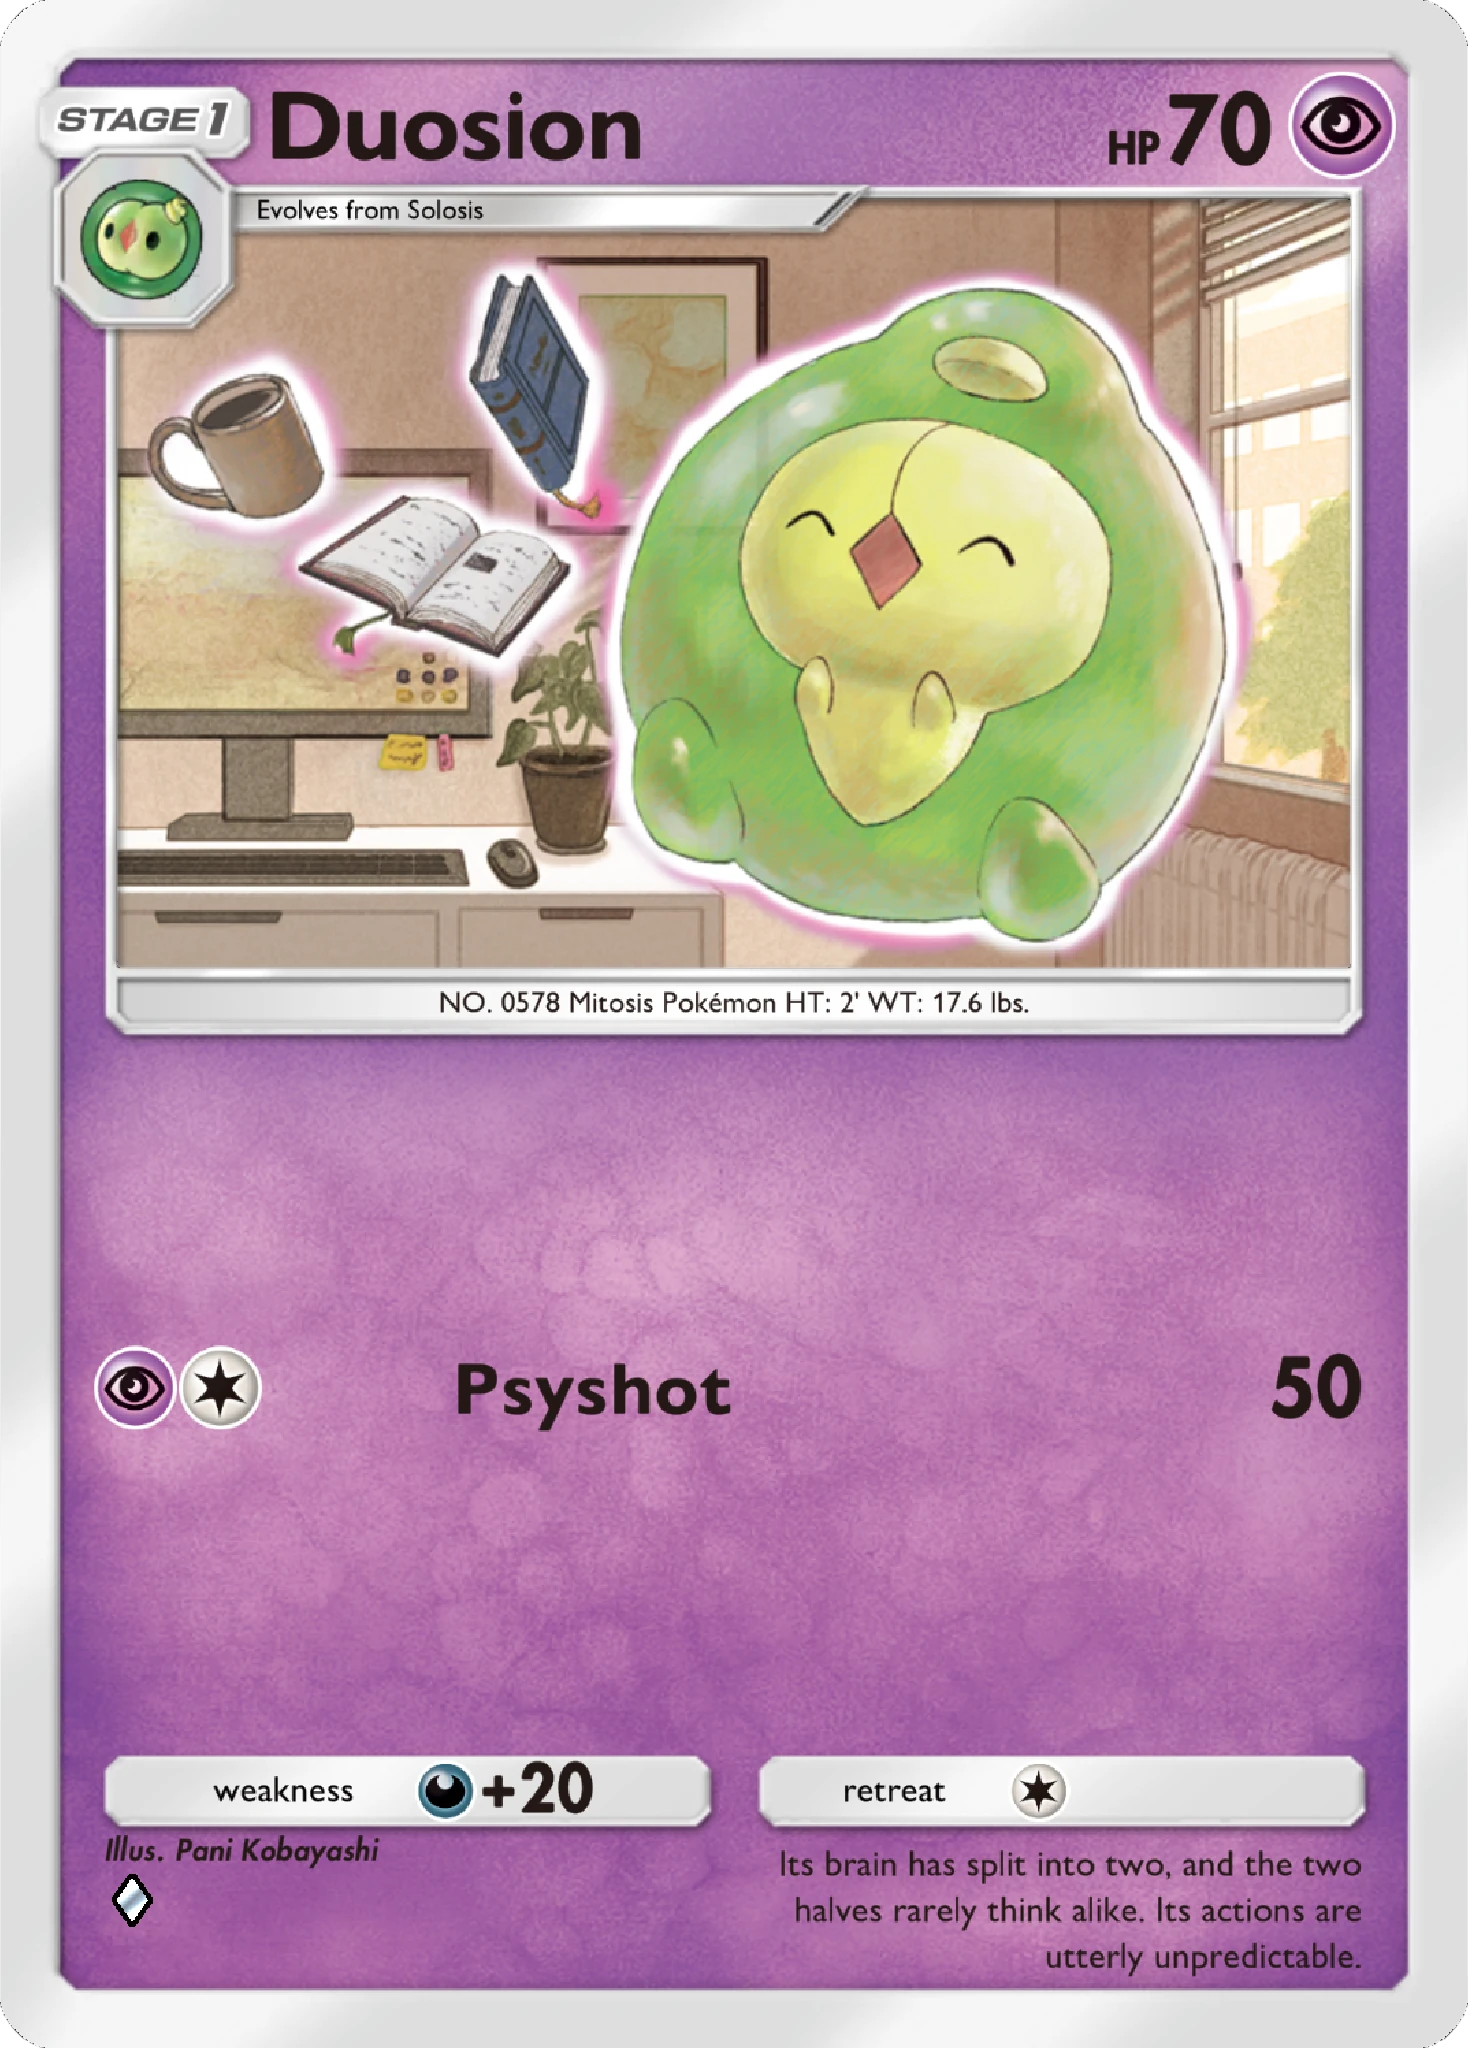 STAGE 1
Duosion
HP 70
Evolves from Solosis
NO. 0578 Mitosis Pokémon HT: 2' WT: 17.6 lbs.
Psyshot 50
weakness +20
retreat
Illus. Pani Kobayashi
Its brain has split into two, and the two
halves rarely think alike. Its actions are
utterly unpredictable.